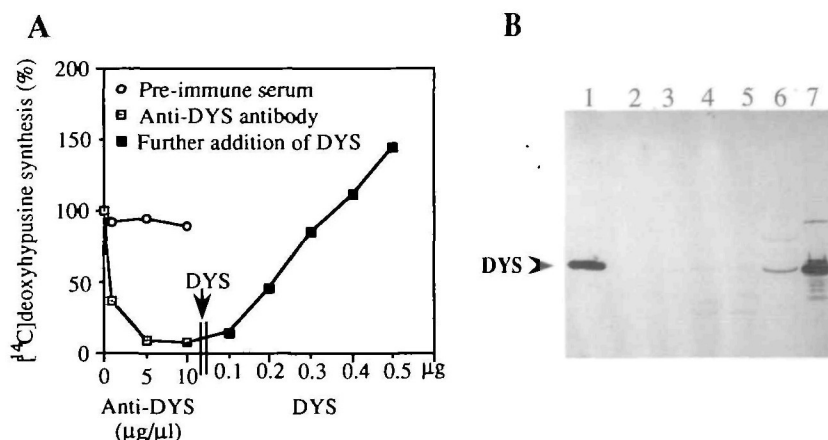 A
B
[¹⁴C]deoxyhypusine synthesis (%)
200
150
100
50
0
Pre-immune serum
Anti-DYS antibody
Further addition of DYS
DYS
0 5 10 0.1 0.2 0.3 0.4 0.5 µg
Anti-DYS DYS
(µg/µl)
1 2 3 4 5 6 7
DYS